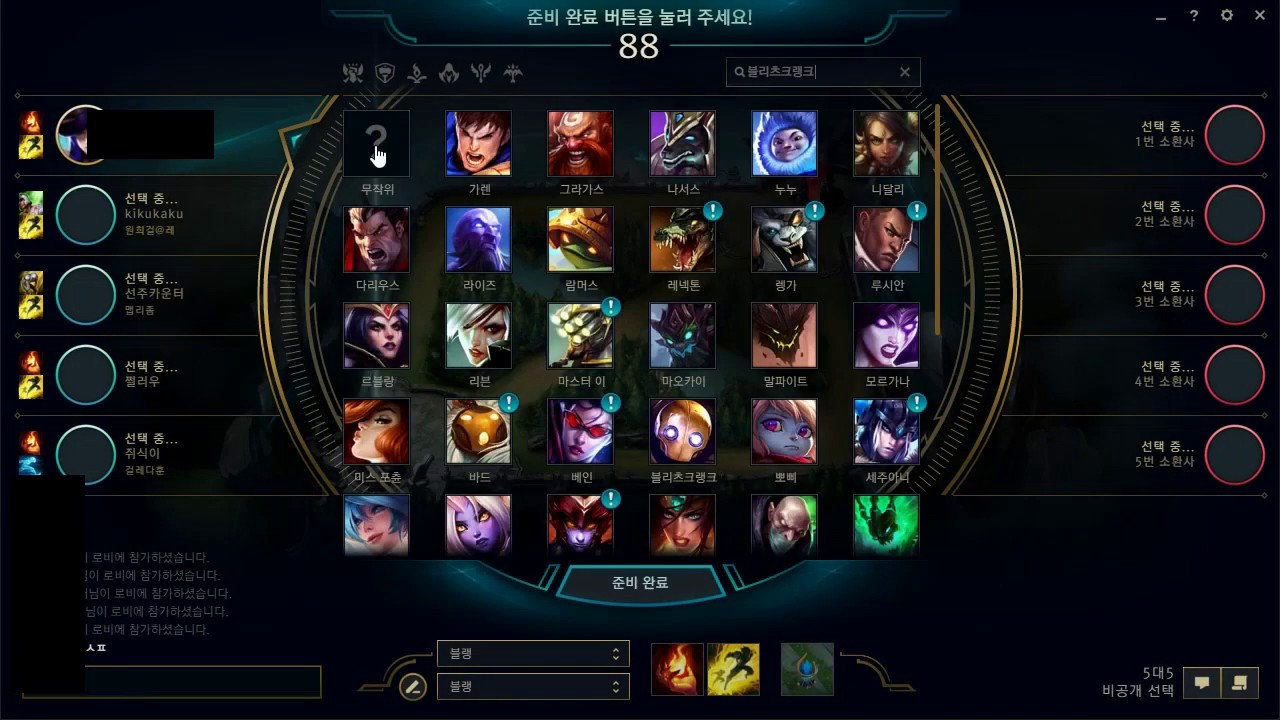 준비 완료 버튼을 눌러 주세요!
88
?
블리츠크랭크
선택 중...
kikukaku
원희걸@레
선택 중...
선주카운터
맵리좀
선택 중...
쩔러우
선택 중...
쥐식이
걸레다훈
?
무작위
가렌
그라가스
나서스
누누
니달리
다리우스
라이즈
람머스
레넥톤
렝가
루시안
르블랑
리븐
마스터 이
마오카이
말파이트
모르가나
미스 포츈
바드
베인
블리츠크랭크
뽀삐
세주아니
선택 중...
1번 소환사
선택 중...
2번 소환사
선택 중...
3번 소환사
선택 중...
4번 소환사
선택 중...
5번 소환사
준비 완료
로비에 참가하셨습니다.
이 로비에 참가하셨습니다.
님이 로비에 참가하셨습니다.
님이 로비에 참가하셨습니다.
로비에 참가하셨습니다.
ㅅㅍ
블랭
블랭
5대5
비공개 선택